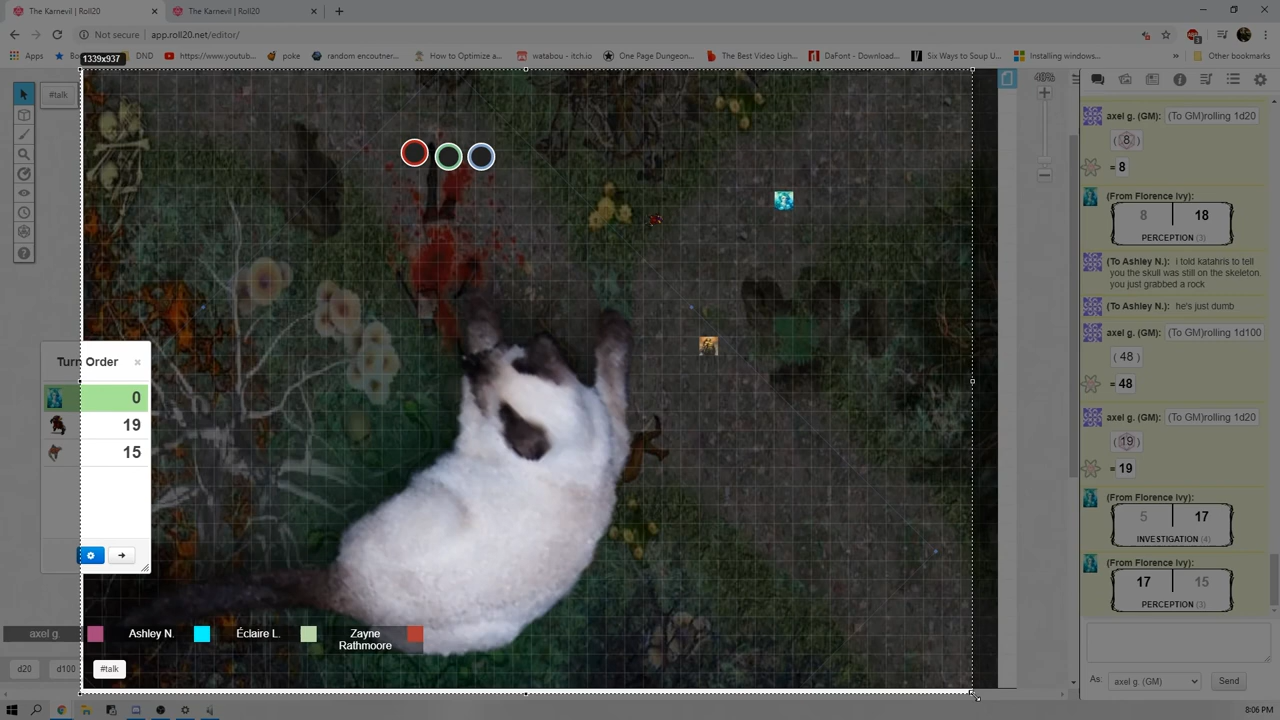 The Karnevil | Roll20
The Karnevil | Roll20
Not secure
app.roll20.net/editor/
Apps
Bow
DND
https://www.youtub...
poke
random encoutner...
How to Optimize a...
watabou - itch.io
One Page Dungeon...
The Best Video Ligh...
DaFont - Download...
Six Ways to Soup U...
Installing windows...
Other bookmarks
1339x937
#talk
40%
axel g. (GM): (To GM)rolling 1d20
( 8 )
= 8
(From Florence Ivy):
8 18
PERCEPTION (3)
(To Ashley N.): i told katahris to tell
you the skull was still on the skeleton.
you just grabbed a rock
(To Ashley N.): he's just dumb
axel g. (GM): (To GM)rolling 1d100
( 48 )
= 48
axel g. (GM): (To GM)rolling 1d20
( 19 )
= 19
(From Florence Ivy):
5 17
INVESTIGATION (4)
(From Florence Ivy):
17 15
PERCEPTION (3)
Turn Order
0
19
15
axel g.
Ashley N.
Éclaire L.
Zayne
Rathmoore
d20
d100
#talk
As:
axel g. (GM)
Send
8:06 PM